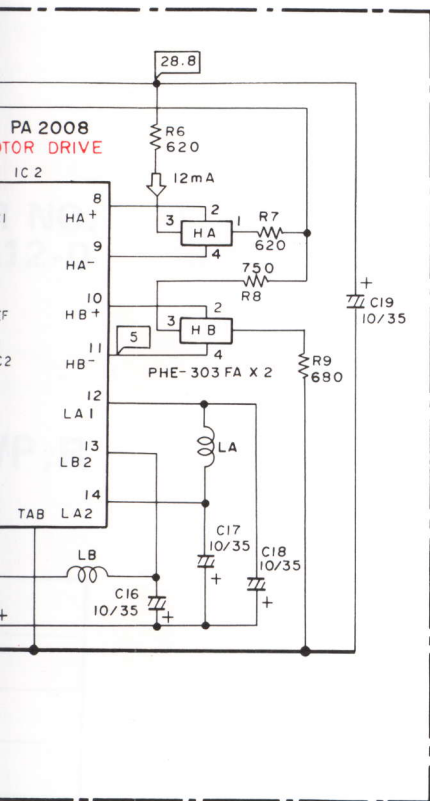 28.8
R6
620
PA 2008
OTOR DRIVE
IC 2
12mA
8
HA+
2
3
HA
1
R7
620
4
9
HA-
750
R8
10
HB+
2
3
HB
4
+
C19
10/35
5
11
HB-
R9
680
PHE-303 FA X 2
12
LA1
13
LB2
LA
14
TAB
LA2
C17
10/35
+
C18
10/35
+
LB
C16
10/35
+
+